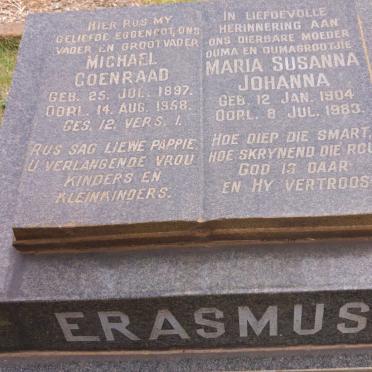 HIER RUS MY
GELIEFDE EGGENOOT, ONS
VADER EN GROOTVADER
MICHAEL
COENRAAD
GEB. 25. JUL. 1897.
OORL. 14. AUG. 1958.
GES. 12. VERS. 1.
RUS SAG LIEWE PAPPIE
U VERLANGENDE VROU
KINDERS EN
KLEINKINDERS.
IN LIEFDEVOLLE
HERINNERING AAN
ONS DIERBARE MOEDER
OUMA EN OUMAGROOTJIE
MARIA SUSANNA
JOHANNA
GEB. 12 JAN. 1904
OORL. 8 JUL. 1983.
HOE DIEP DIE SMART,
HOE SKRYNEND DIE ROU
GOD IS DAAR
EN HY VERTROOS
ERASMUS